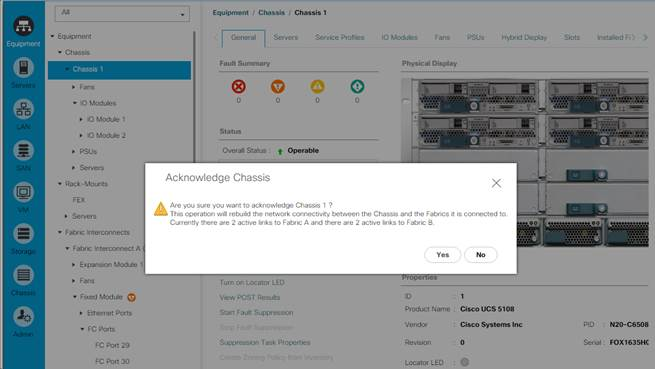 All
Equipment / Chassis / Chassis 1
Equipment
Equipment
General
Servers
Service Profiles
IO Modules
Fans
PSUs
Hybrid Display
Slots
Installed
Chassis
Chassis 1
Fault Summary
Physical Display
Fans
Servers
IO Modules
0
0
0
0
IO Module 1
LAN
IO Module 2
Status
PSUs
Overall Status : Operable
SAN
Servers
Rack-Mounts
FEX
VM
Servers
Fabric Interconnects
Storage
Fabric Interconnect A (
Expansion Module 1
Fans
Chassis
Fixed Module
Ethernet Ports
Admin
FC Ports
FC Port 29
FC Port 30
Acknowledge Chassis
Are you sure you want to acknowledge Chassis 1 ?
This operation will rebuild the network connectivity between the Chassis and the Fabrics it is connected to.
Currently there are 2 active links to Fabric A and there are 2 active links to Fabric B.
Yes
No
Turn on Locator LED
View POST Results
Start Fault Suppression
Stop Fault Suppression
Suppression Task Properties
Create Zoning Policy from Inventory
Properties
ID : 1
Product Name : Cisco UCS 5108
Vendor : Cisco Systems Inc
PID : N20-C6508
Revision : 0
Serial : FOX1635H
Locator LED :